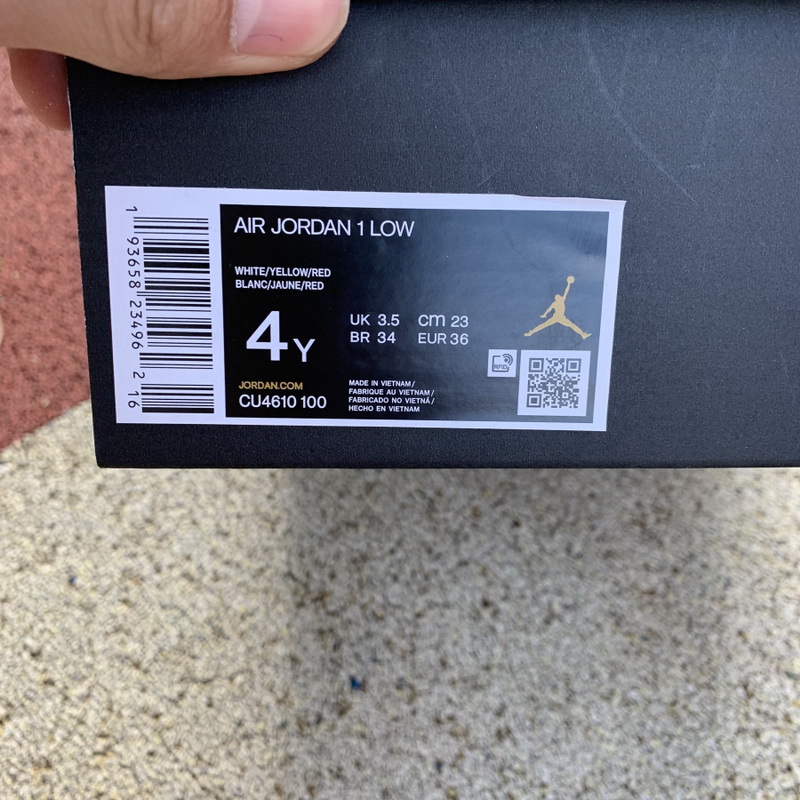 AIR JORDAN 1 LOW
WHITE/YELLOW/RED
BLANC/JAUNE/RED
4Y
UK 3.5 cm 23
BR 34 EUR 36
RFID
JORDAN.COM
CU4610 100
MADE IN VIETNAM/
FABRIQUE AU VIETNAM/
FABRICADO NO VIETNÃ/
HECHO EN VIETNAM
1 93658 23496 2 16